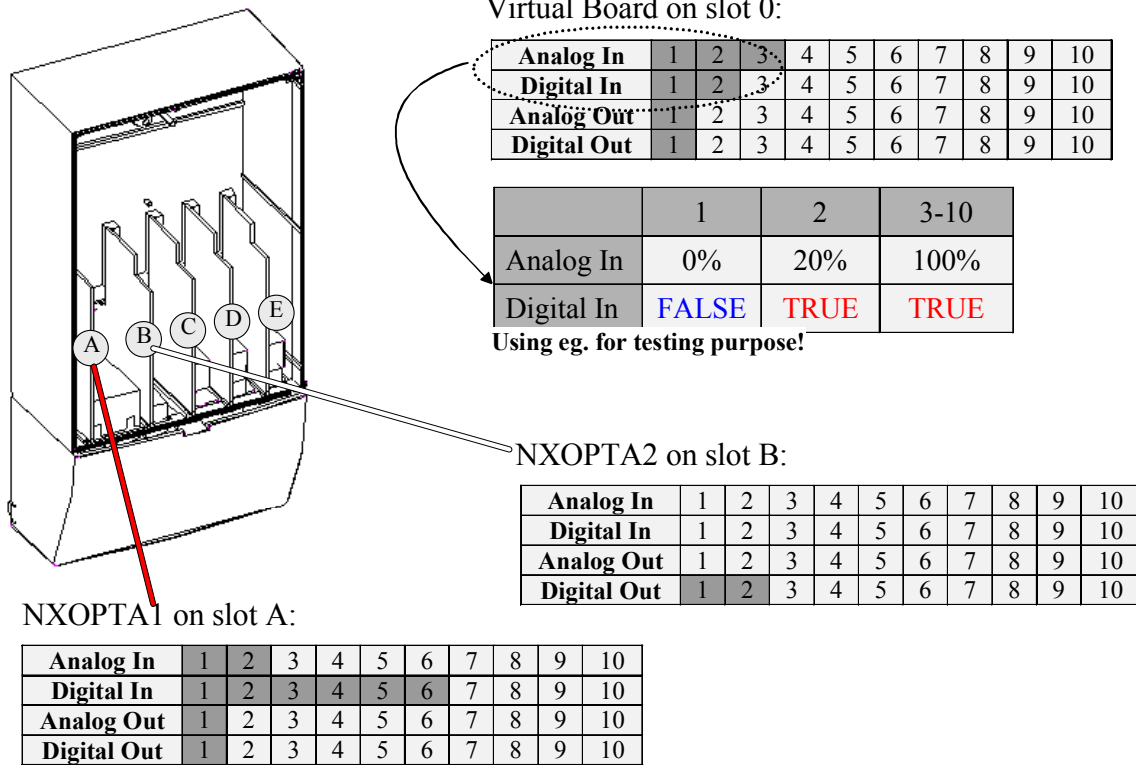 Virtual Board on slot 0:
Analog In 1 2 3 4 5 6 7 8 9 10
Digital In 1 2 3 4 5 6 7 8 9 10
Analog Out 1 2 3 4 5 6 7 8 9 10
Digital Out 1 2 3 4 5 6 7 8 9 10
1 2 3-10
Analog In 0% 20% 100%
Digital In FALSE TRUE TRUE
Using eg. for testing purpose!
A B C D E
NXOPTA2 on slot B:
Analog In 1 2 3 4 5 6 7 8 9 10
Digital In 1 2 3 4 5 6 7 8 9 10
Analog Out 1 2 3 4 5 6 7 8 9 10
Digital Out 1 2 3 4 5 6 7 8 9 10
NXOPTA1 on slot A:
Analog In 1 2 3 4 5 6 7 8 9 10
Digital In 1 2 3 4 5 6 7 8 9 10
Analog Out 1 2 3 4 5 6 7 8 9 10
Digital Out 1 2 3 4 5 6 7 8 9 10